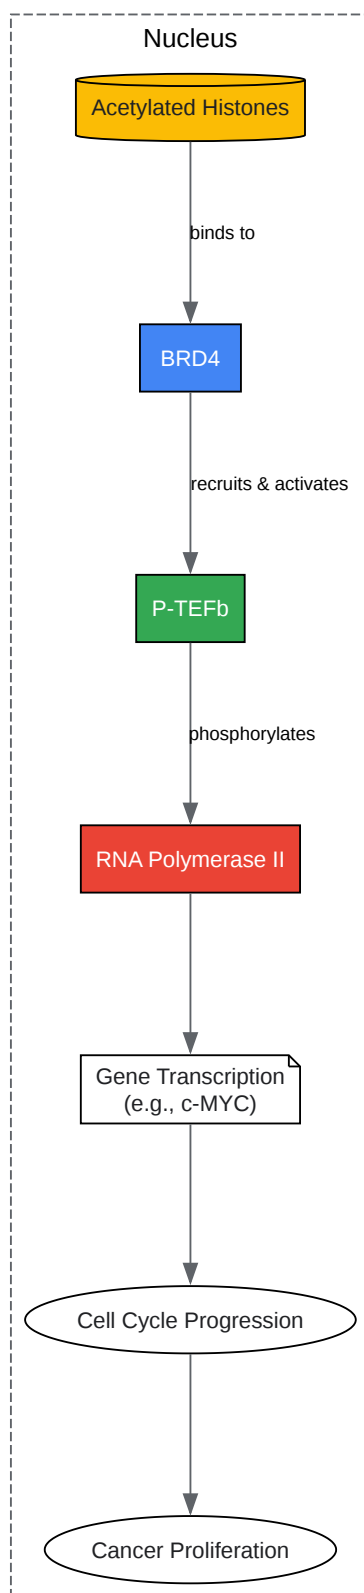 Nucleus
Acetylated Histones
binds to
BRD4
recruits & activates
P-TEFb
phosphorylates
RNA Polymerase II
Gene Transcription
(e.g., c-MYC)
Cell Cycle Progression
Cancer Proliferation